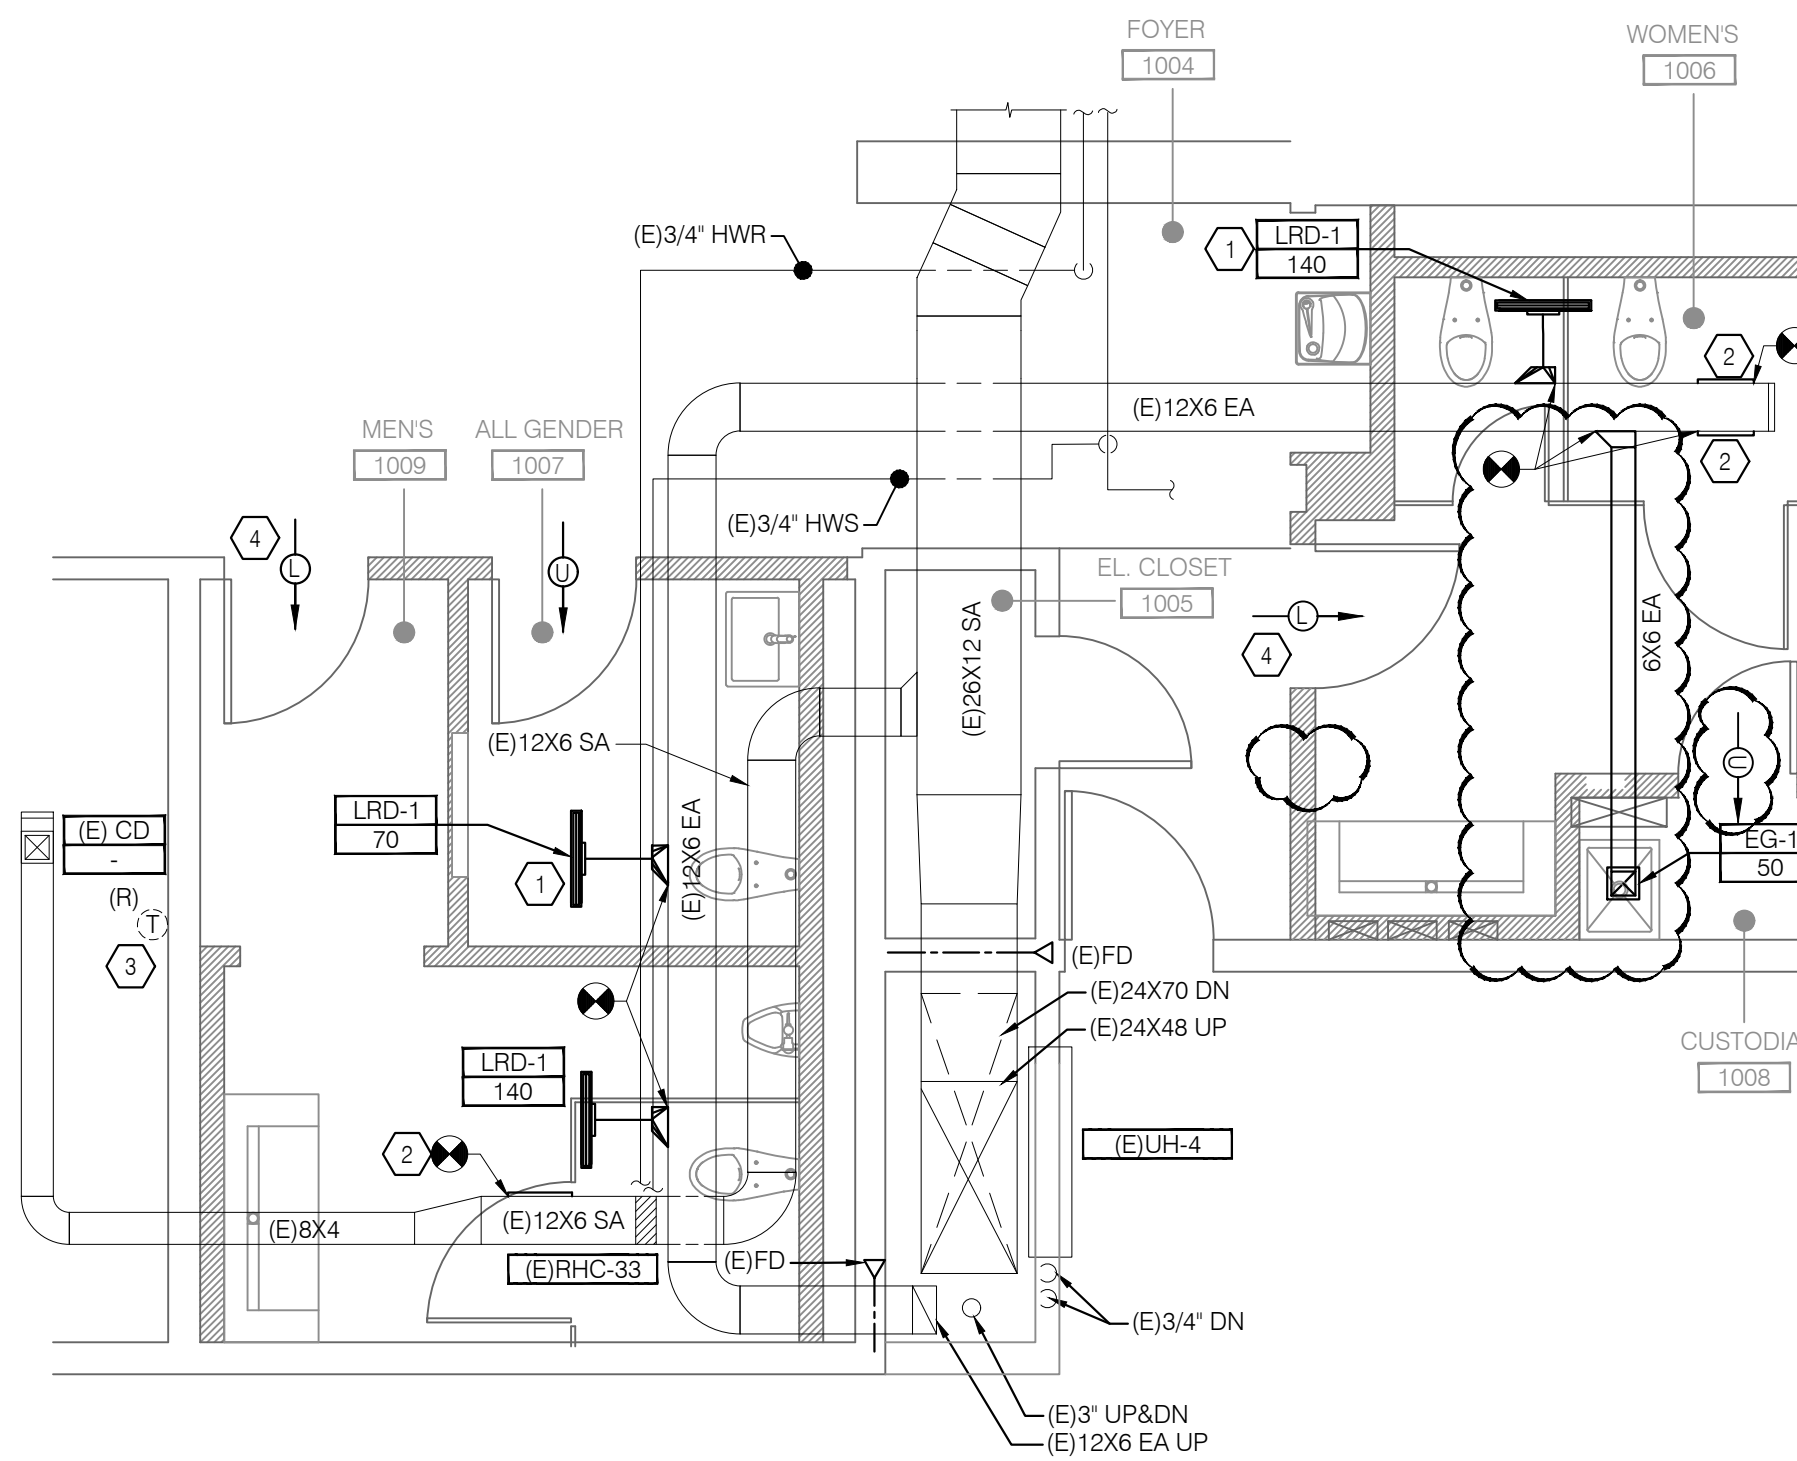 FOYER
1004
WOMEN'S
1006
(E)3/4" HWR
1
LRD-1
140
2
(E)12X6 EA
2
MEN'S
1009
ALL GENDER
1007
(E)3/4" HWS
4
L
U
EL. CLOSET
1005
L
4
(E)26X12 SA
6X6 EA
(E)12X6 SA
U
LRD-1
70
(E)12X6 EA
(E) CD
-
EG-1
50
1
(R)
T
3
(E)FD
(E)24X70 DN
(E)24X48 UP
CUSTODIA
1008
LRD-1
140
2
(E)UH-4
(E)8X4
(E)12X6 SA
(E)RHC-33
(E)FD
(E)3/4" DN
(E)3" UP&DN
(E)12X6 EA UP